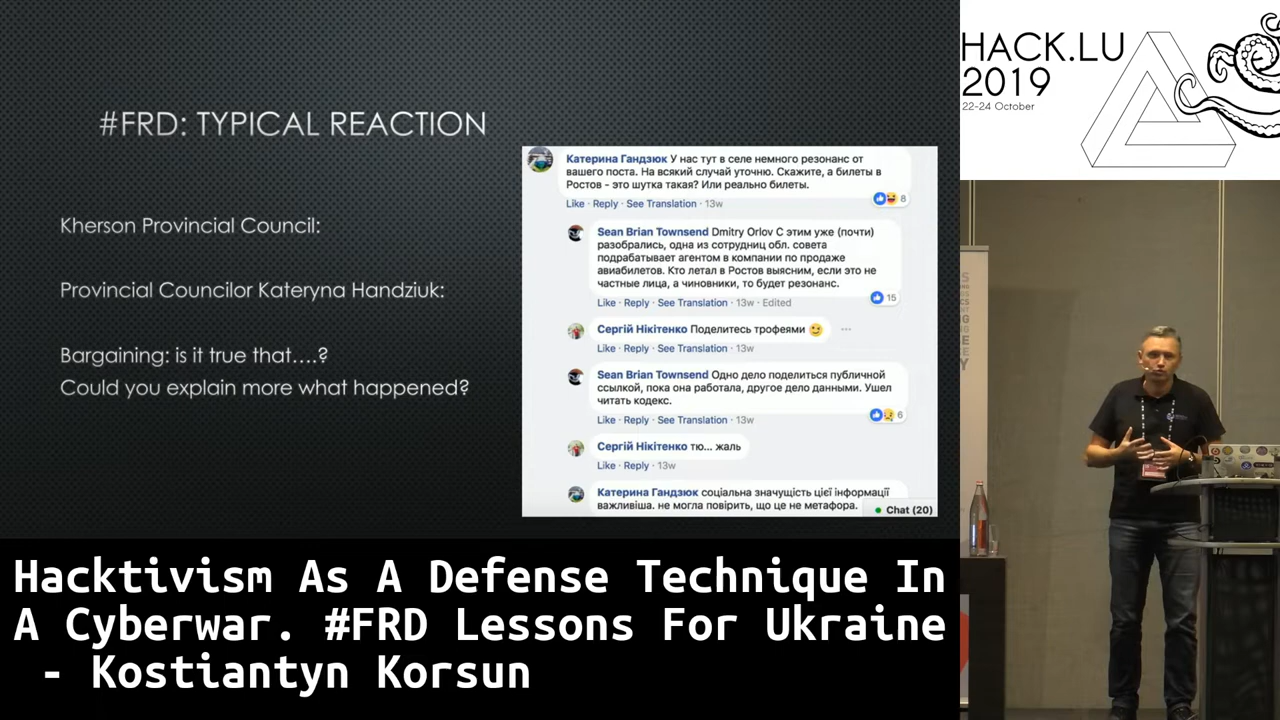 #FRD: TYPICAL REACTION
Kherson Provincial Council:
Provincial Councilor Kateryna Handziuk:
Bargaining: is it true that….?
Could you explain more what happened?
Катерина Гандзюк У нас тут в селе немного резонанс от
вашего поста. На всякий случай уточню. Скажите, а билеты в
Ростов - это шутка такая? Или реально билеты.
Like · Reply · See Translation · 13w
8
Sean Brian Townsend Dmitry Orlov С этим уже (почти)
разобрались, одна из сотрудниц обл. совета
подрабатывает агентом в компании по продаже
авиабилетов. Кто летал в Ростов выясним, если это не
частные лица, а чиновники, то будет резонанс.
Like · Reply · See Translation · 13w · Edited
15
Сергій Нікітенко Поделитесь трофеями 😉
Like · Reply · See Translation · 13w
Sean Brian Townsend Одно дело поделиться публичной
ссылкой, пока она работала, другое дело данными. Ушел
читать кодекс.
Like · Reply · See Translation · 13w
6
Сергій Нікітенко тю... жаль
Like · Reply · 13w
Катерина Гандзюк соціальна значущість цієї інформації
важливіша. не могла повірить, що це не метафора.
Chat (20)
HACK.LU
2019
22-24 October
Hacktivism As A Defense Technique In
A Cyberwar. #FRD Lessons For Ukraine
- Kostiantyn Korsun